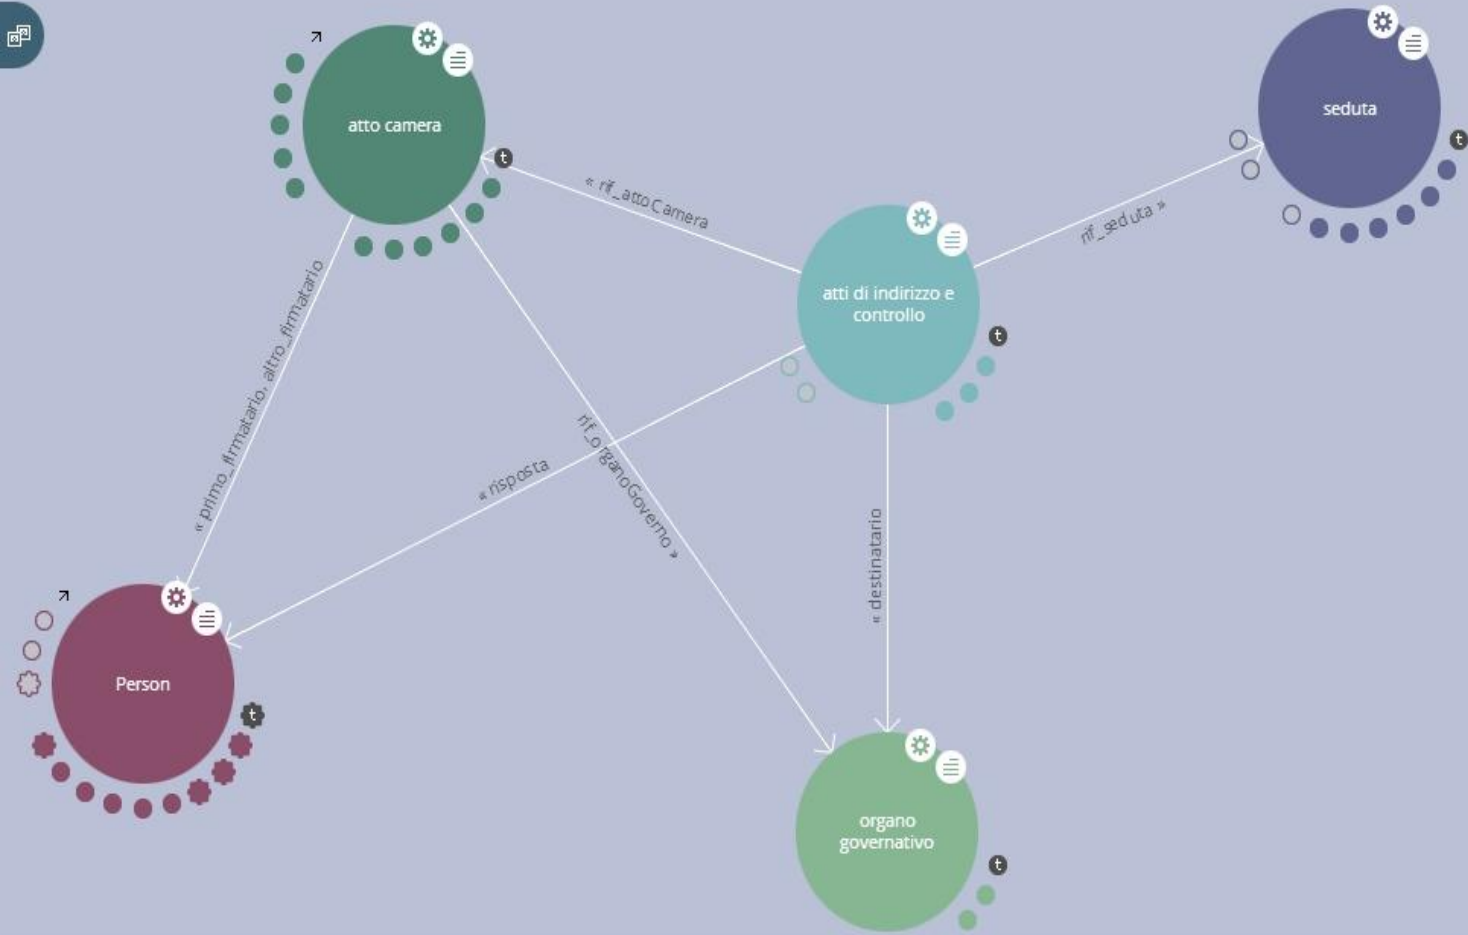 atto camera
t
seduta
t
« rif_attoCamera
rif_seduta »
atti di indirizzo e
controllo
t
« primo_firmatario, altro_firmatario
« risposta
rif_organoGoverno »
« destinatario
Person
t
organo
governativo
t